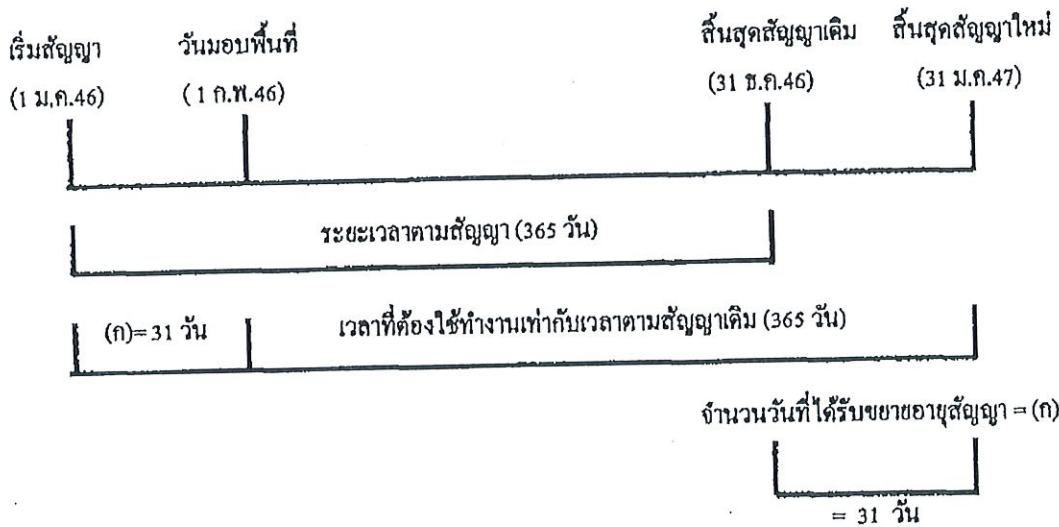 เริ่มสัญญา วันมอบพื้นที่ สิ้นสุดสัญญาเดิม สิ้นสุดสัญญาใหม่
(1 ม.ค.46) (1 ก.พ.46) (31 ธ.ค.46) (31 ม.ค.47)
ระยะเวลาตามสัญญา (365 วัน)
(ก)= 31 วัน เวลาที่ต้องใช้ทำงานเท่ากับเวลาตามสัญญาเดิม (365 วัน)
จำนวนวันที่ได้รับขยายอายุสัญญา = (ก)
= 31 วัน